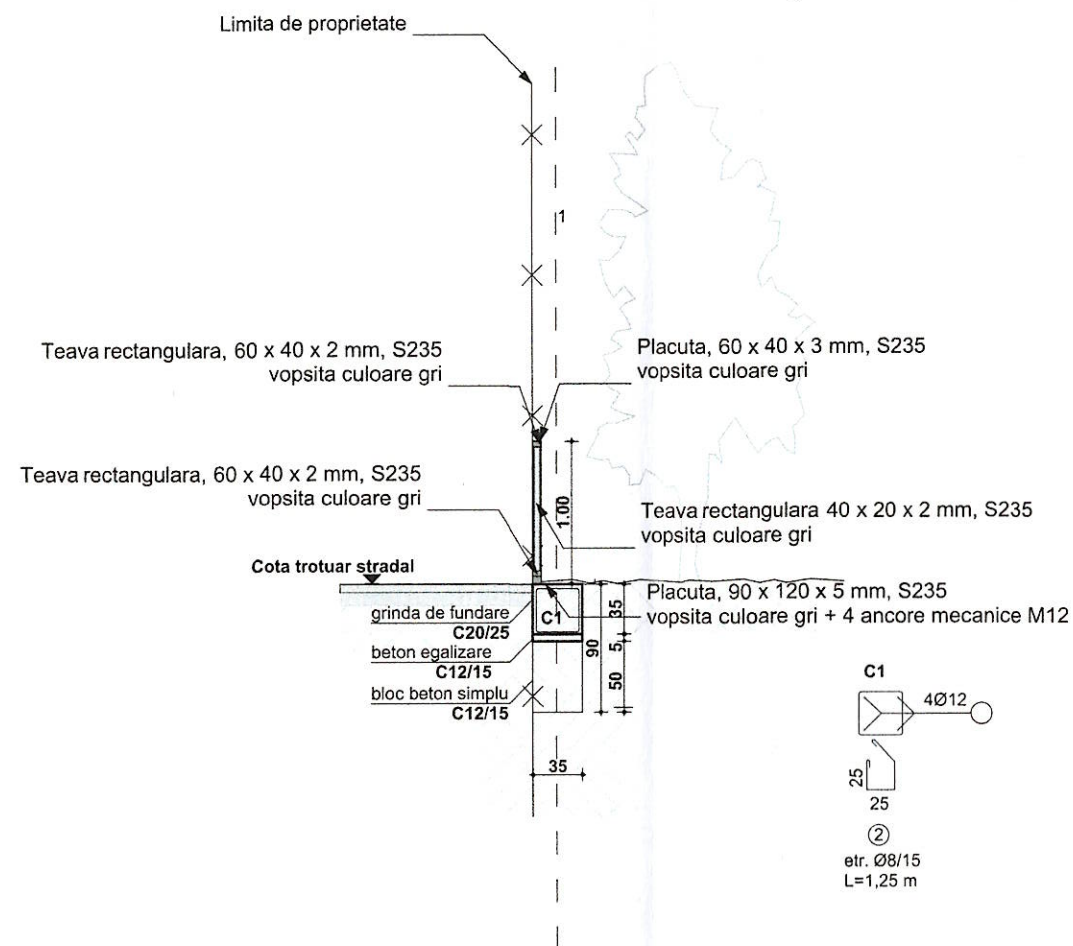 Limita de proprietate
1
Teava rectangulara, 60 x 40 x 2 mm, S235
vopsita culoare gri
Placuta, 60 x 40 x 3 mm, S235
vopsita culoare gri
Teava rectangulara, 60 x 40 x 2 mm, S235
vopsita culoare gri
1.00
Teava rectangulara 40 x 20 x 2 mm, S235
vopsita culoare gri
Cota trotuar stradal
Placuta, 90 x 120 x 5 mm, S235
vopsita culoare gri + 4 ancore mecanice M12
grinda de fundare
C20/25
C1
35
90
beton egalizare
C12/15
5
bloc beton simplu
C12/15
50
35
C1
4Ø12
25
25
2
etr. Ø8/15
L=1,25 m